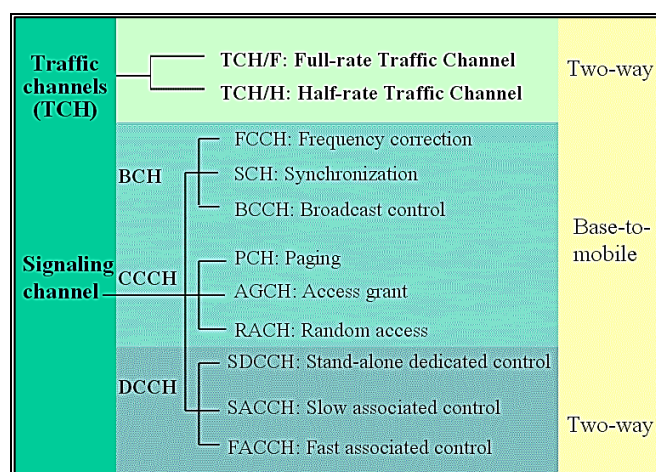 Traffic
channels
(TCH)
TCH/F: Full-rate Traffic Channel
TCH/H: Half-rate Traffic Channel
Two-way
Signaling
channel
BCH
FCCH: Frequency correction
SCH: Synchronization
BCCH: Broadcast control
CCCH
PCH: Paging
AGCH: Access grant
RACH: Random access
Base-to-
mobile
DCCH
SDCCH: Stand-alone dedicated control
SACCH: Slow associated control
FACCH: Fast associated control
Two-way